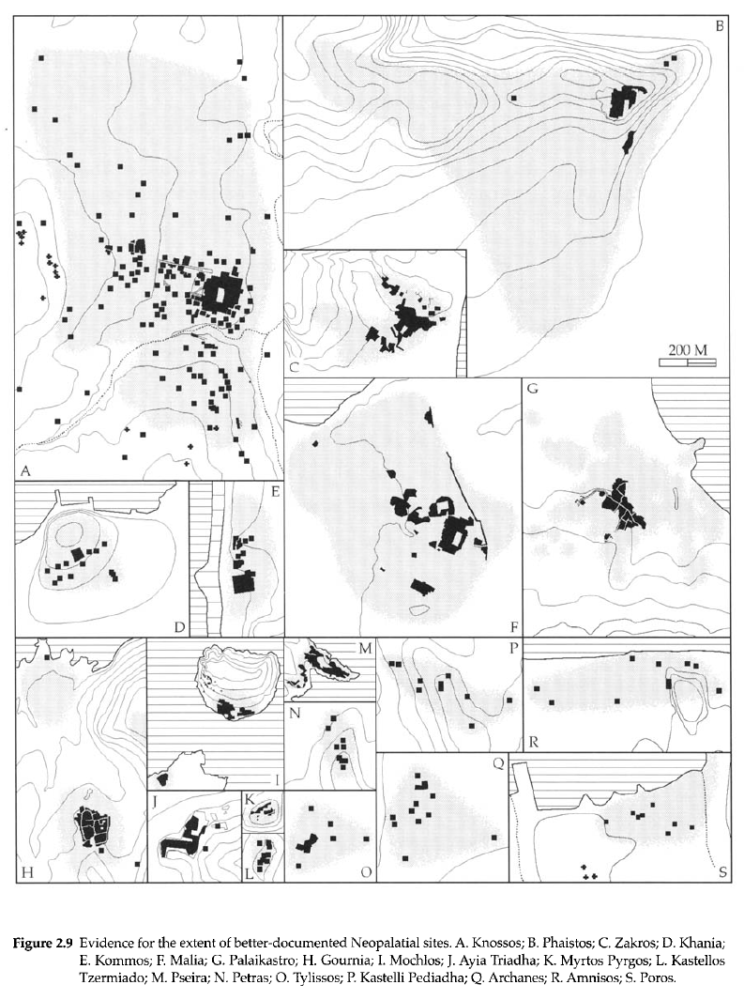 B
A
C
200 M
G
E
D
F
M
P
N
R
I
H
J
K
L
O
Q
S
Figure 2.9 Evidence for the extent of better-documented Neopalatial sites. A. Knossos; B. Phaistos; C. Zakros; D. Khania;
E. Kommos; F. Malia; G. Palaikastro; H. Gournia; I. Mochlos; J. Ayia Triadha; K. Myrtos Pyrgos; L. Kastellos
Tzermiado; M. Pseira; N. Petras; O. Tylissos; P. Kastelli Pediadha; Q. Archanes; R. Amnisos; S. Poros.